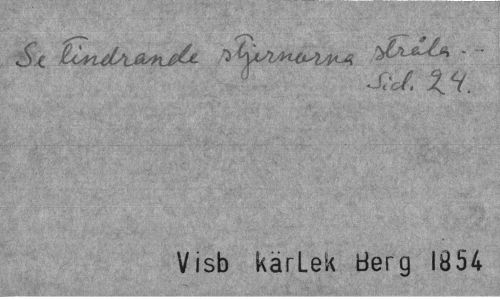 Se tindrande stjernorna stråla.--
Sid. 24.
Visb kärLek Berg 1854